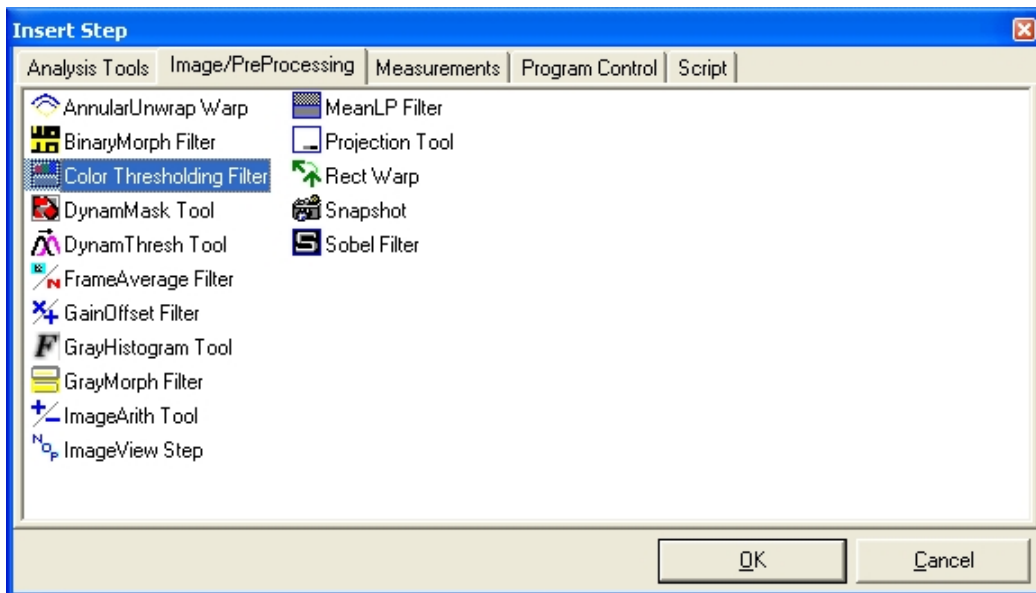 Insert Step
Analysis Tools Image/PreProcessing Measurements Program Control Script
AnnularUnwrap Warp
BinaryMorph Filter
Color Thresholding Filter
DynamMask Tool
DynamThresh Tool
FrameAverage Filter
GainOffset Filter
GrayHistogram Tool
GrayMorph Filter
ImageArith Tool
NOP ImageView Step
MeanLP Filter
Projection Tool
Rect Warp
Snapshot
Sobel Filter
OK Cancel